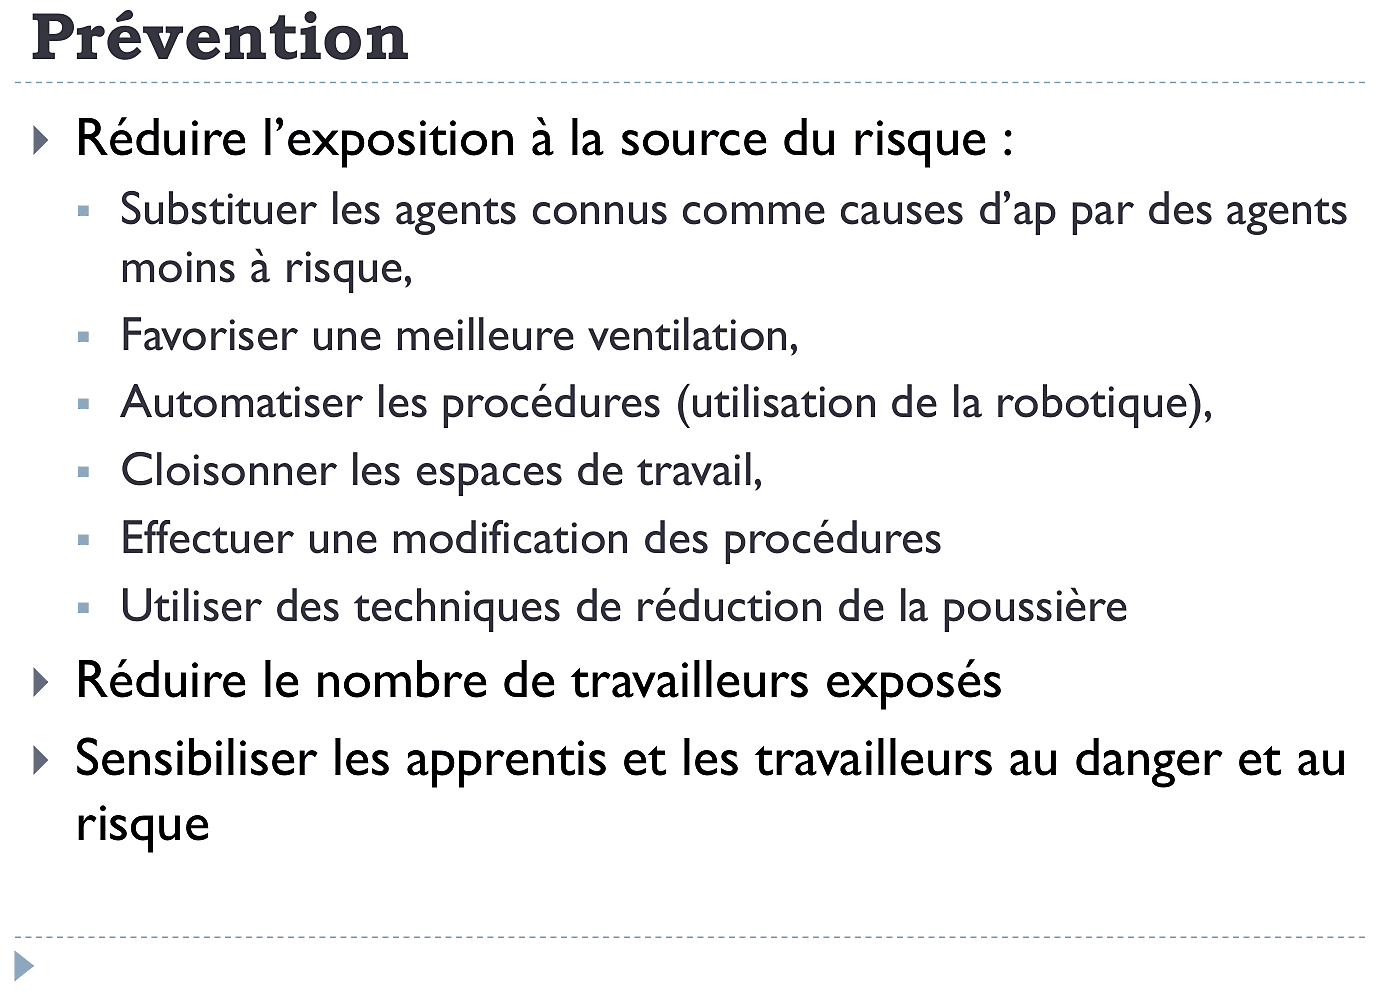 Prévention
Réduire l’exposition à la source du risque :
Substituer les agents connus comme causes d’ap par des agents
moins à risque,
Favoriser une meilleure ventilation,
Automatiser les procédures (utilisation de la robotique),
Cloisonner les espaces de travail,
Effectuer une modification des procédures
Utiliser des techniques de réduction de la poussière
Réduire le nombre de travailleurs exposés
Sensibiliser les apprentis et les travailleurs au danger et au
risque